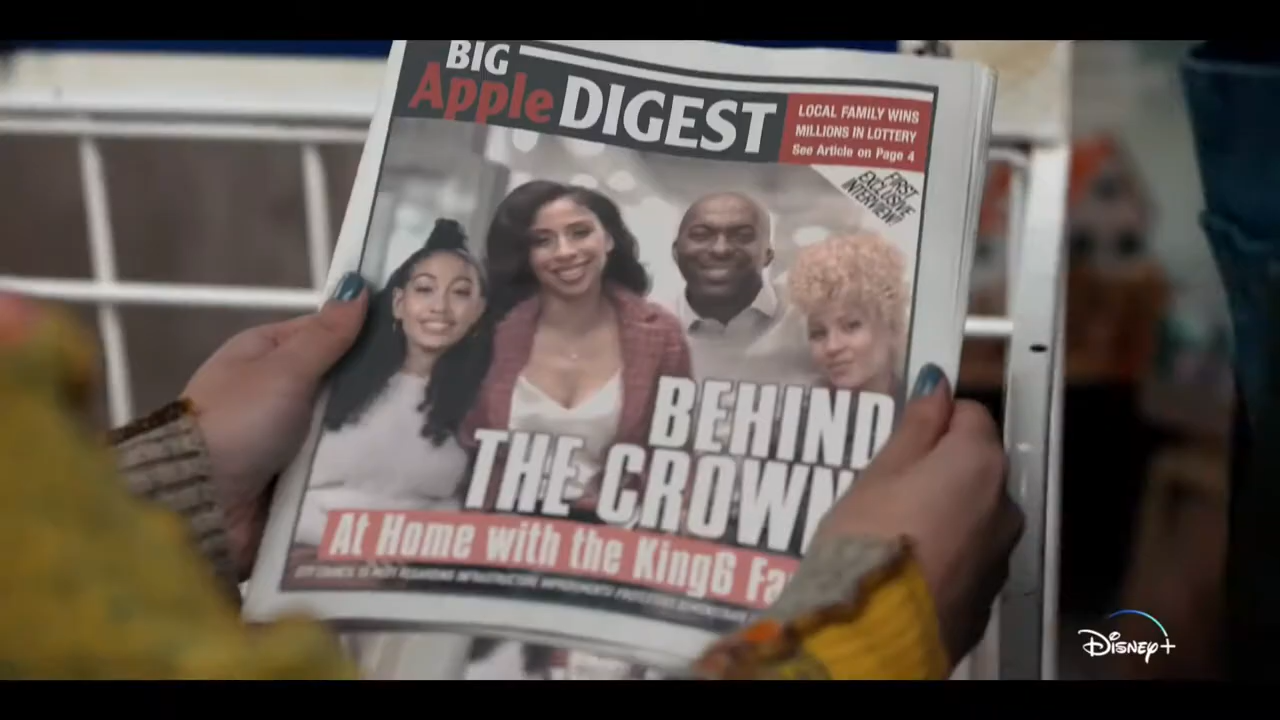 BIG
Apple DIGEST
LOCAL FAMILY WINS
MILLIONS IN LOTTERY
See Article on Page 4
FIRST
EXCLUSIVE
INTERVIEW!
BEHIND
THE CROWN
At Home with the King6 Fa
Disney+